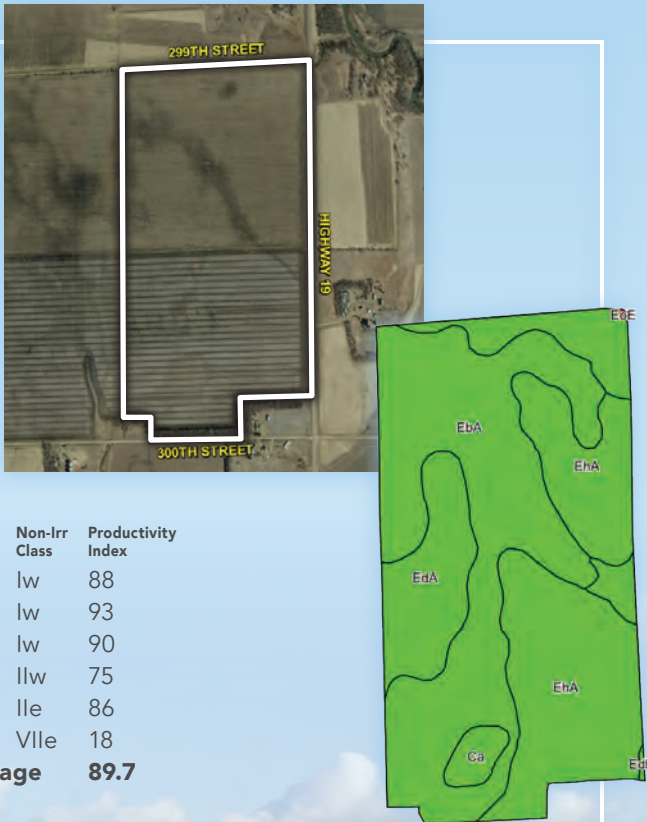 299TH STREET
HIGHWAY 19
300TH STREET
EoE
EbA
EhA
EdA
EhA
Ca
Non-Irr Productivity
Class Index
Iw 88
Iw 93
Iw 90
IIw 75
IIe 86
VIIe 18
age 89.7